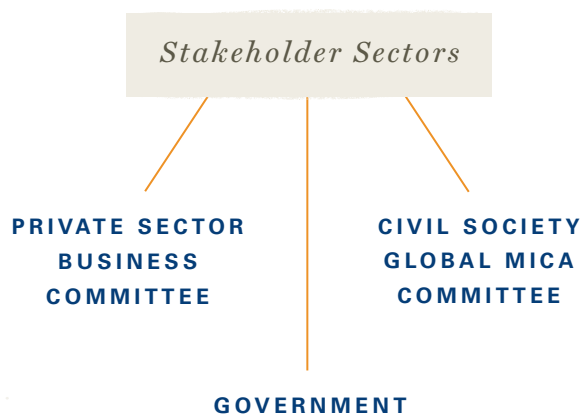 Stakeholder Sectors
PRIVATE SECTOR
BUSINESS
COMMITTEE
CIVIL SOCIETY
GLOBAL MICA
COMMITTEE
GOVERNMENT